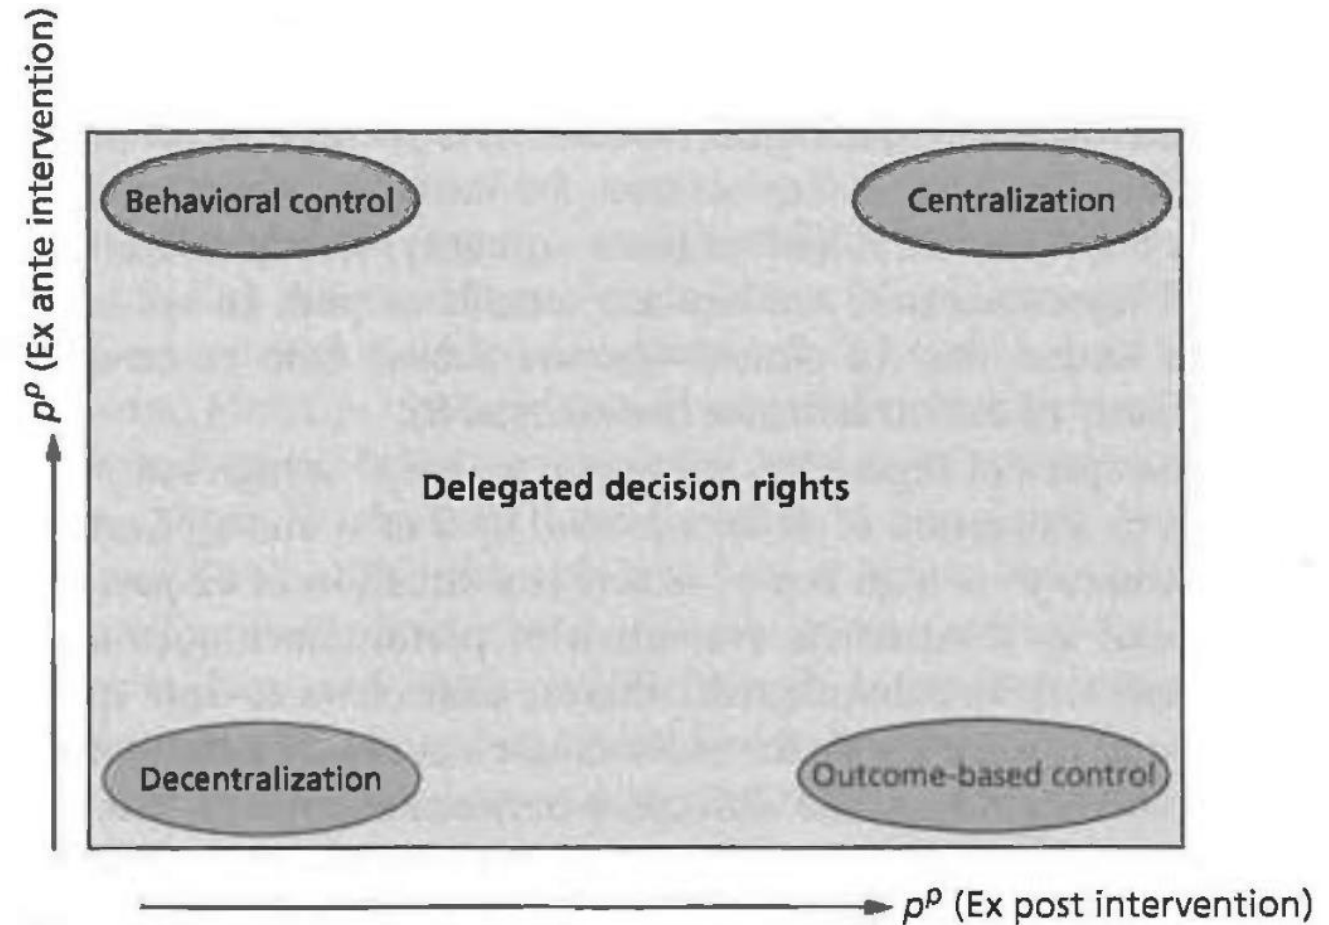 p^p (Ex ante intervention)
Behavioral control
Centralization
Delegated decision rights
Decentralization
Outcome-based control
p^p (Ex post intervention)